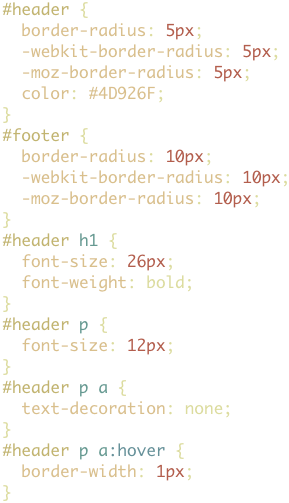 #header {
  border-radius: 5px;
  -webkit-border-radius: 5px;
  -moz-border-radius: 5px;
  color: #4D926F;
}
#footer {
  border-radius: 10px;
  -webkit-border-radius: 10px;
  -moz-border-radius: 10px;
}
#header h1 {
  font-size: 26px;
  font-weight: bold;
}
#header p {
  font-size: 12px;
}
#header p a {
  text-decoration: none;
}
#header p a:hover {
  border-width: 1px;
}